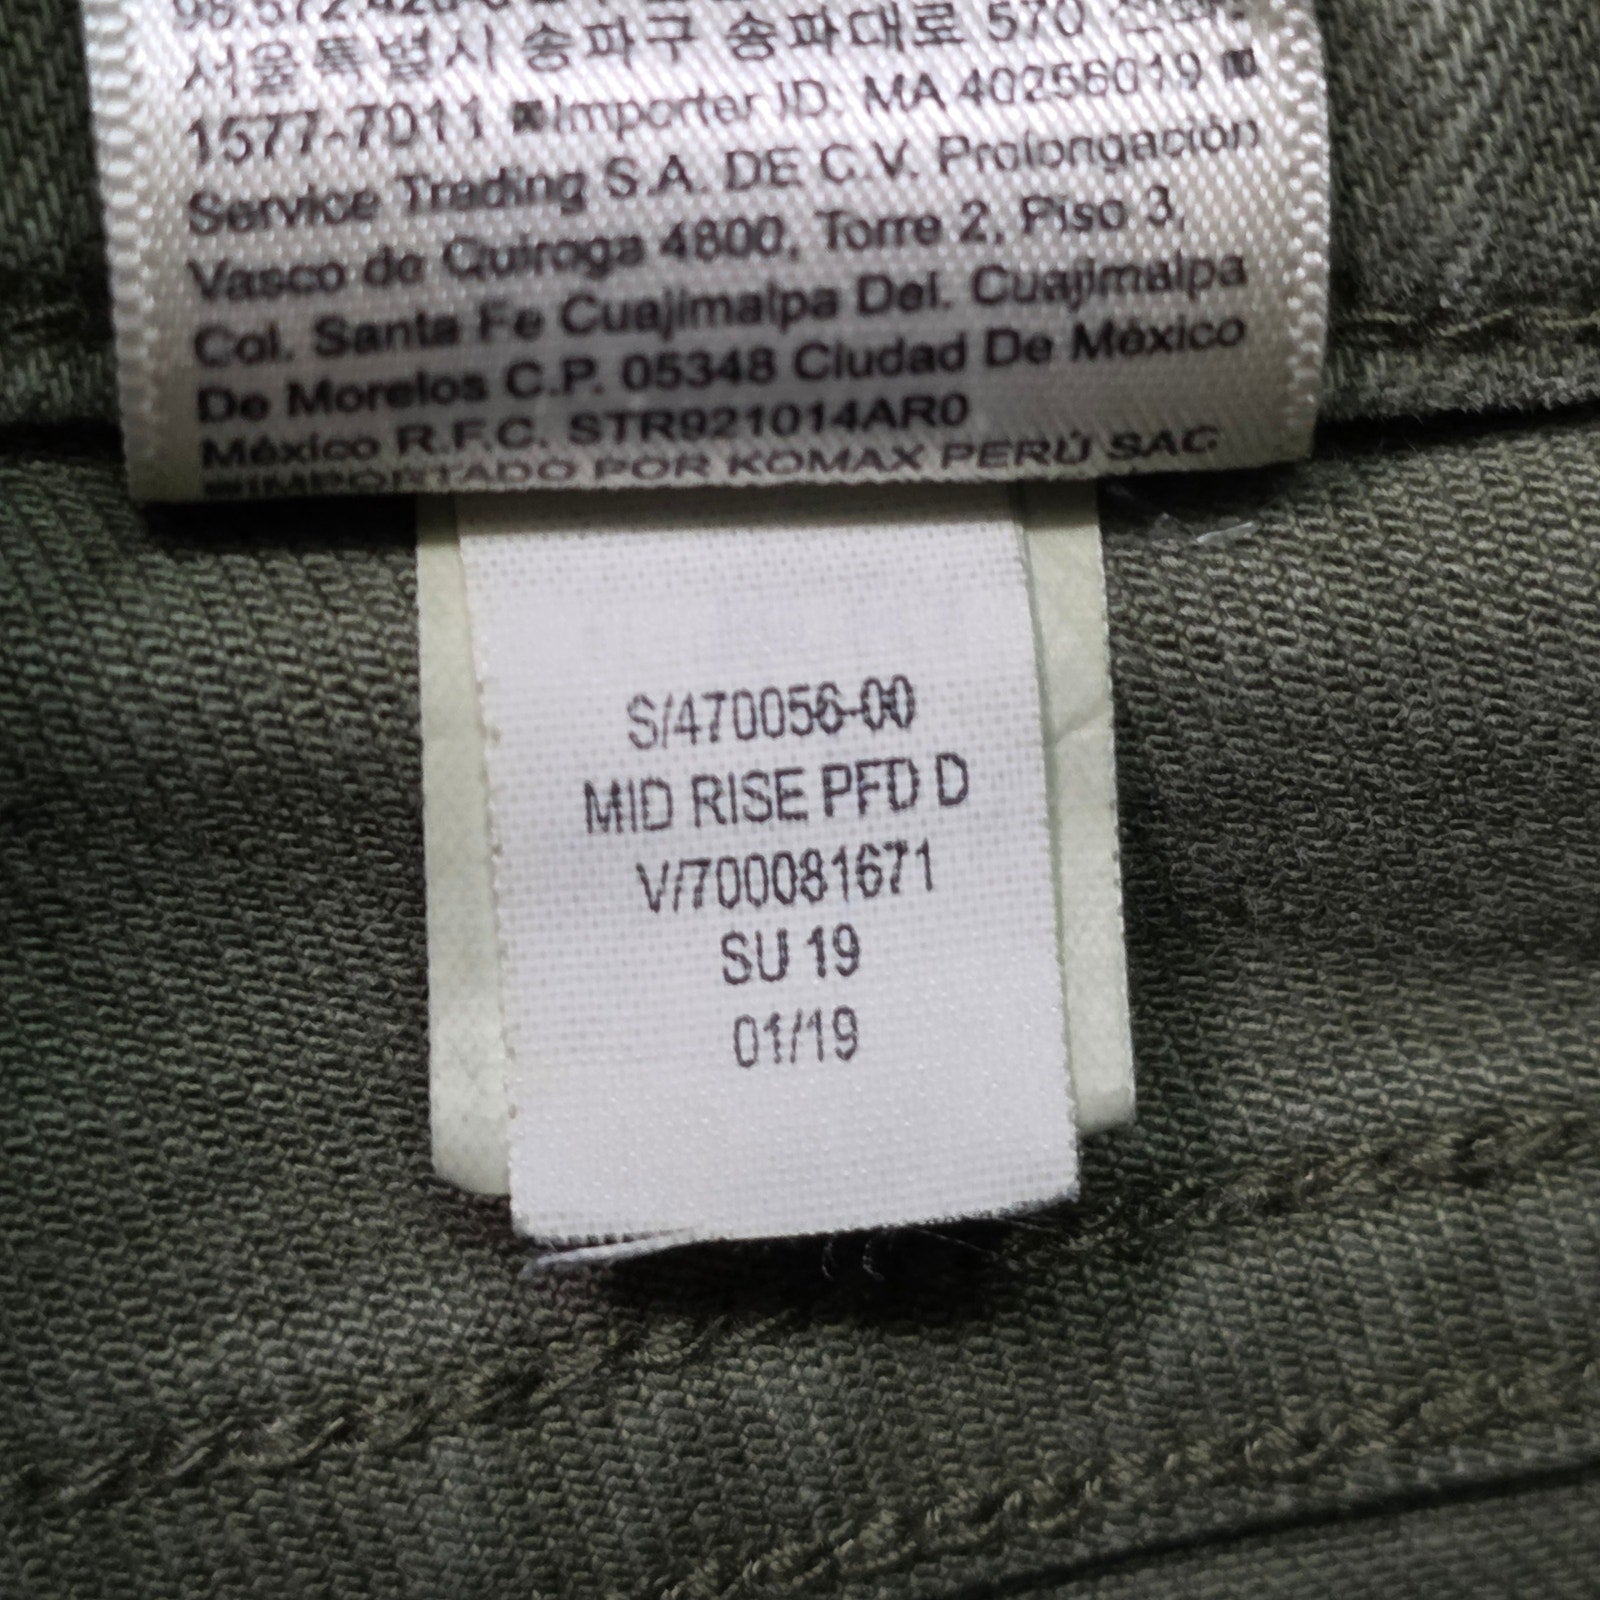 서울특별시 송파구 송파대로 570
1577-7011 Importer ID: MA 40256019
Service Trading S.A. DE C.V. Prolongación
Vasco de Quiroga 4800, Torre 2, Piso 3,
Col. Santa Fe Cuajimalpa Del. Cuajimalpa
De Morelos C.P. 05348 Ciudad De México
México R.F.C. STR921014AR0
IMPORTADO POR KOMAX PERÚ SAC
S/470056-00
MID RISE PFD D
V/700081671
SU 19
01/19